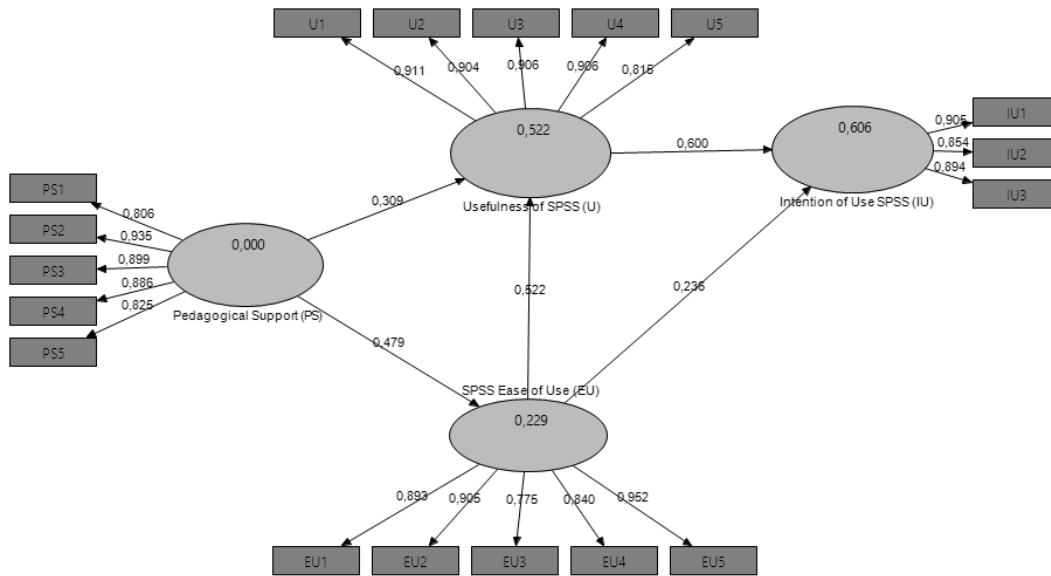 U1
U2
U3
U4
U5
0,911
0,904
0,906
0,906
0,815
0,522
Usefulness of SPSS (U)
0,600
0,606
Intention of Use SPSS (IU)
0,905
0,854
0,894
IU1
IU2
IU3
PS1
PS2
PS3
PS4
PS5
0,806
0,935
0,899
0,886
0,825
0,000
Pedagogical Support (PS)
0,309
0,479
0,522
0,236
SPSS Ease of Use (EU)
0,229
0,893
0,905
0,775
0,840
0,952
EU1
EU2
EU3
EU4
EU5